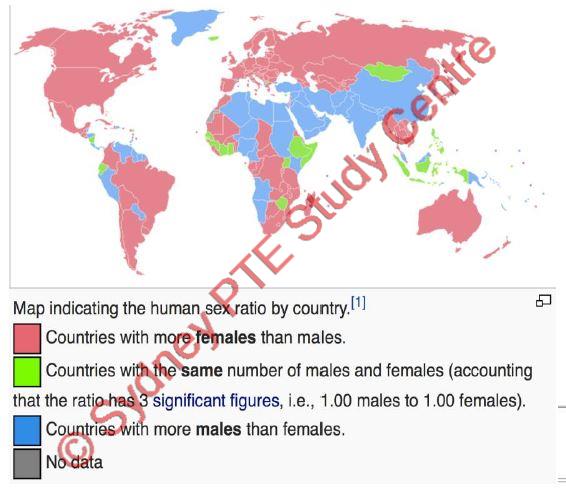 Map indicating the human sex ratio by country.[1]
Countries with more females than males.
Countries with the same number of males and females (accounting
that the ratio has 3 significant figures, i.e., 1.00 males to 1.00 females).
Countries with more males than females.
No data
© Sydney PTE Study Centre